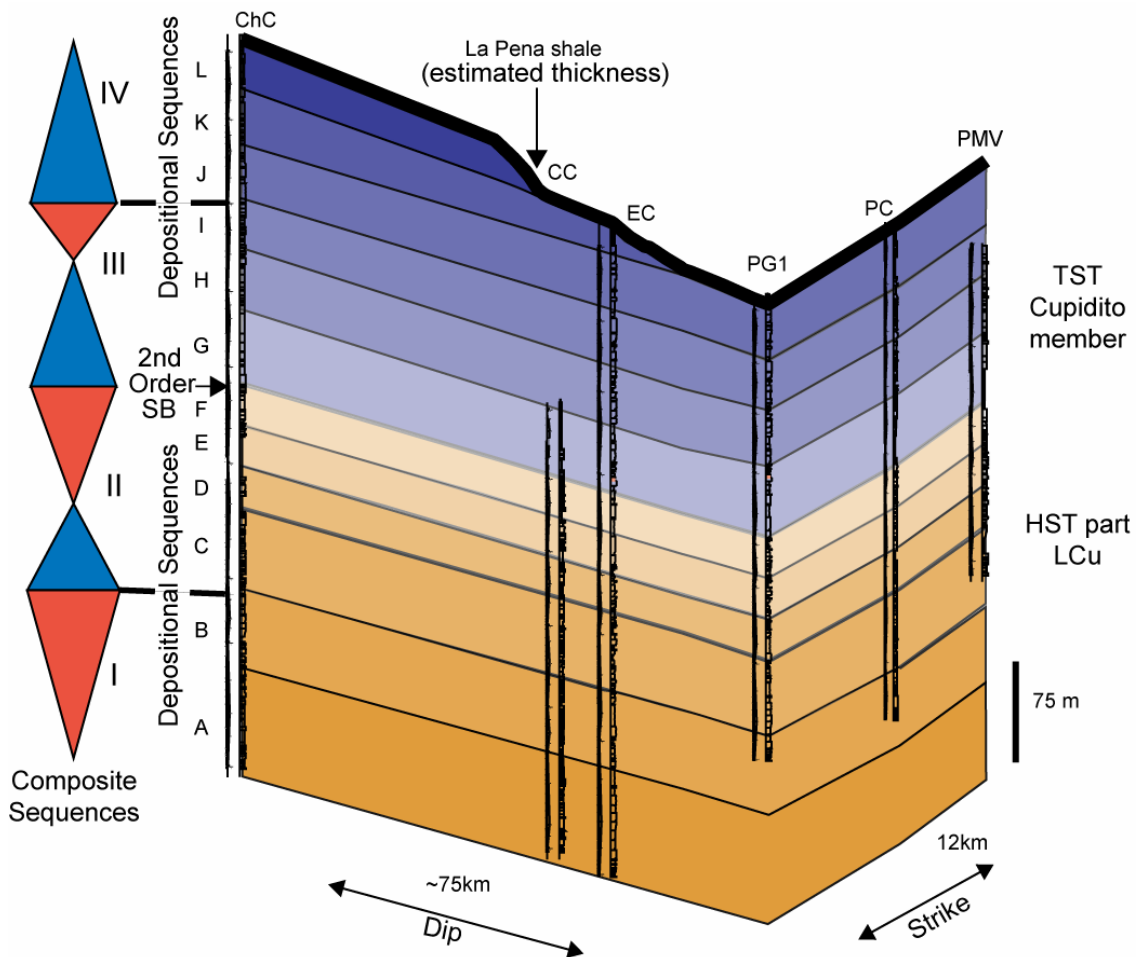 ChC
La Pena shale
(estimated thickness)
CC
EC
PG1
PC
PMV
IV
III
II
I
Composite
Sequences
Depositional Sequences
L
K
J
I
H
G
2nd
Order
SB
F
E
D
C
B
A
Depositional Sequences
TST
Cupidito
member
HST part
LCu
75 m
~75km
Dip
12km
Strike